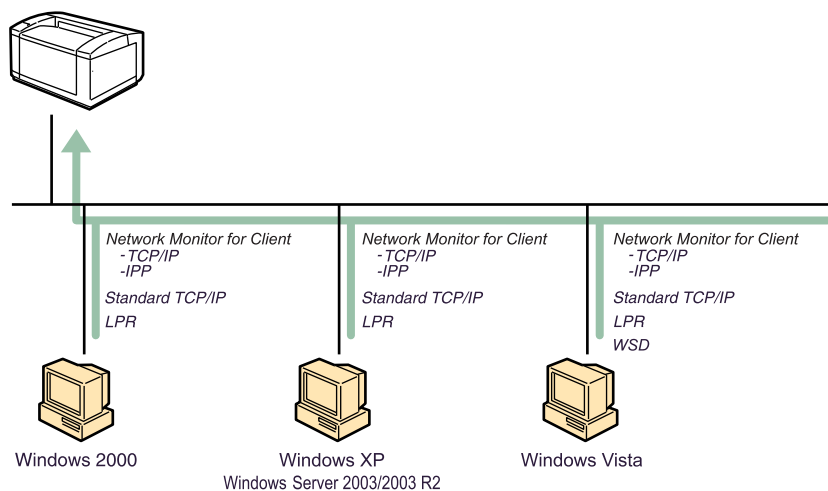 Network Monitor for Client
-TCP/IP
-IPP
Standard TCP/IP
LPR
Windows 2000
Network Monitor for Client
-TCP/IP
-IPP
Standard TCP/IP
LPR
Windows XP
Windows Server 2003/2003 R2
Network Monitor for Client
-TCP/IP
-IPP
Standard TCP/IP
LPR
WSD
Windows Vista